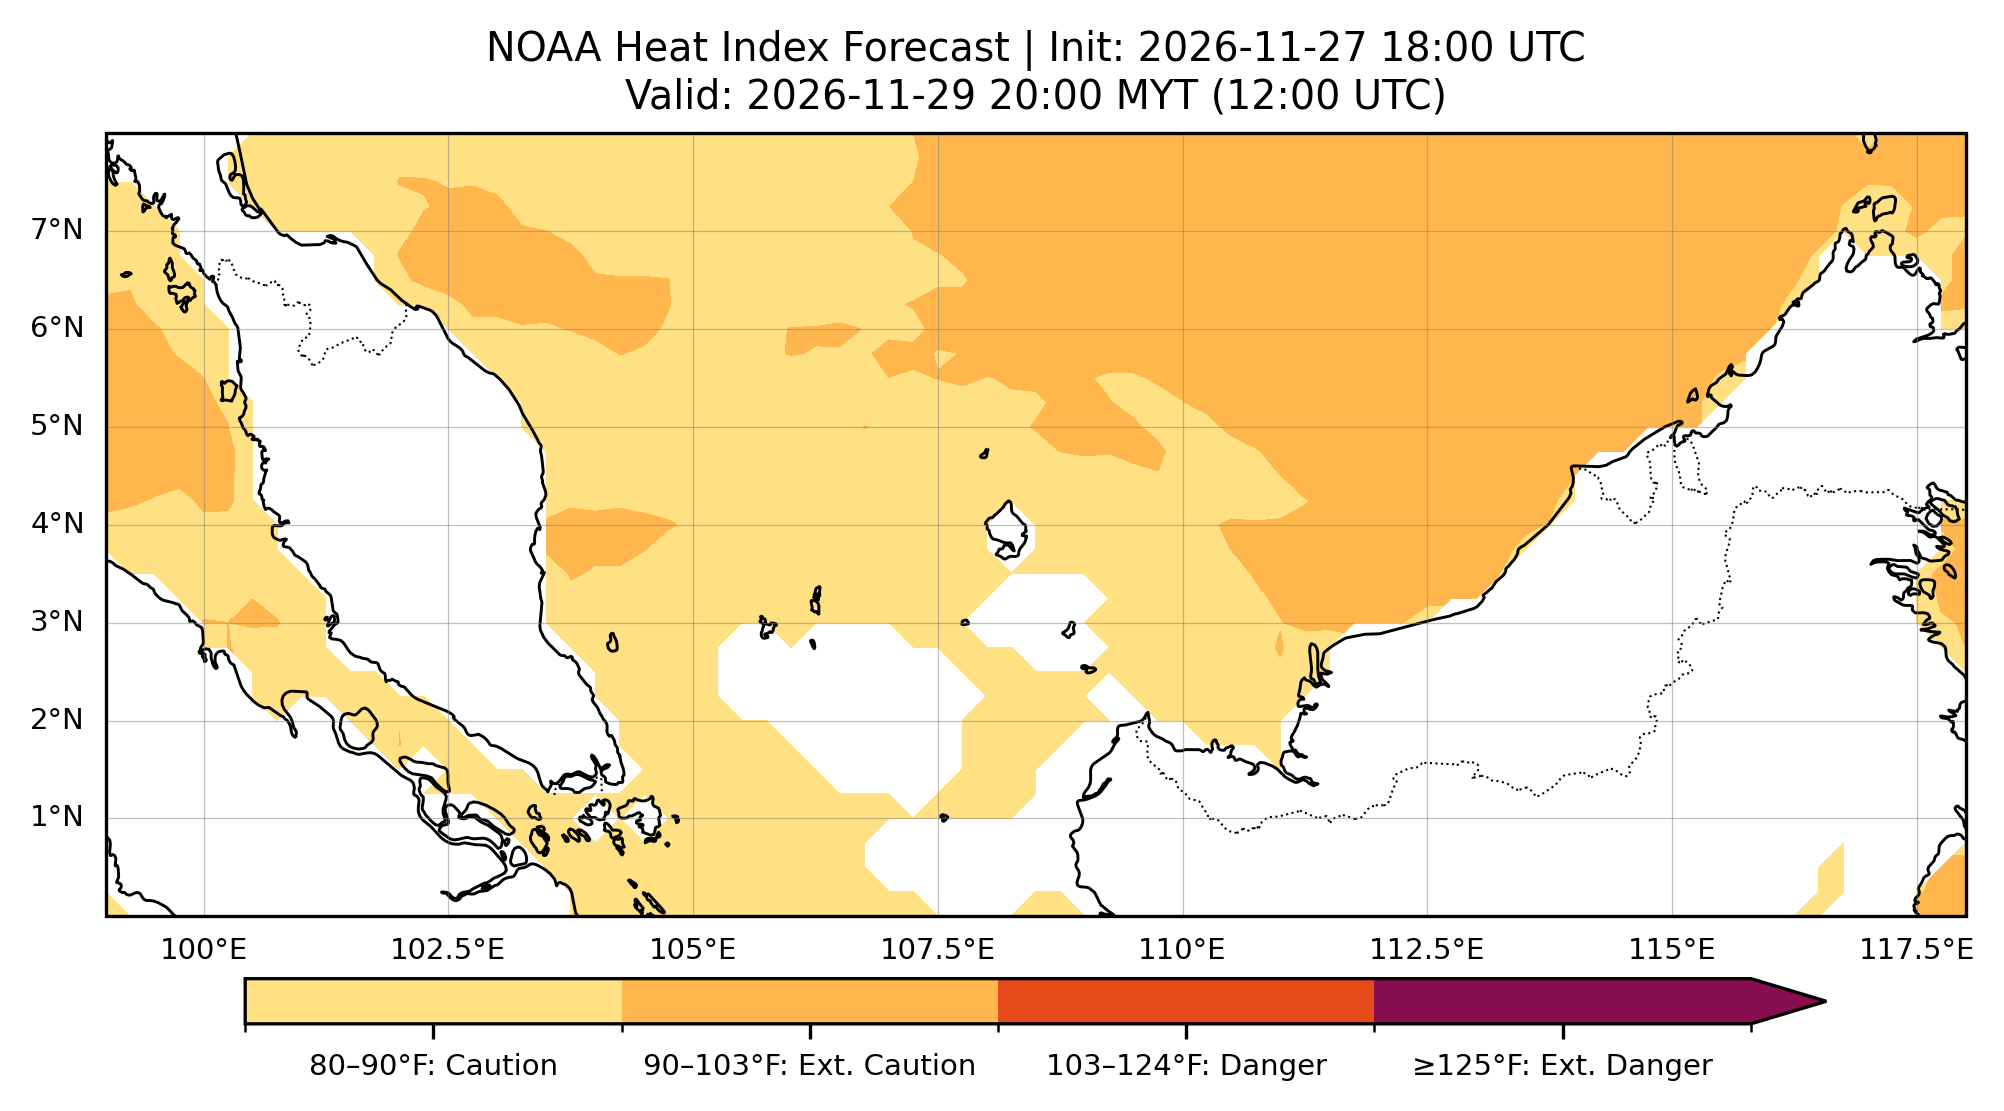 NOAA Heat Index Forecast | Init: 2026-11-27 18:00 UTC
Valid: 2026-11-29 20:00 MYT (12:00 UTC)
7°N
6°N
5°N
4°N
3°N
2°N
1°N
100°E
102.5°E
105°E
107.5°E
110°E
112.5°E
115°E
117.5°E
80–90°F: Caution
90–103°F: Ext. Caution
103–124°F: Danger
≥125°F: Ext. Danger